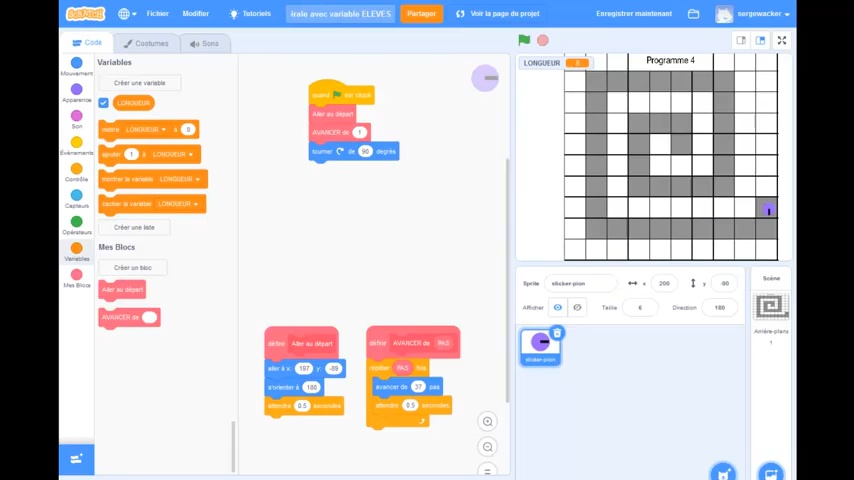 SCRATCH
Fichier
Modifier
Tutoriels
irale avec variable ELEVES
Partager
Voir la page du projet
Enregistrer maintenant
sergewacker
Code
Costumes
Sons
Mouvement
Apparence
Son
Événements
Contrôle
Capteurs
Opérateurs
Variables
Mes Blocs
Variables
Créer une variable
LONGUEUR
mettre LONGUEUR à 0
ajouter 1 à LONGUEUR
montrer la variable LONGUEUR
cacher la variable LONGUEUR
Créer une liste
Mes Blocs
Créer un bloc
Aller au départ
AVANCER de
quand est cliqué
Aller au départ
AVANCER de 1
tourner de 90 degrés
définir Aller au départ
aller à x: 197 y: -89
s'orienter à 180
attendre 0.5 secondes
définir AVANCER de PAS
répéter PAS fois
avancer de 37 pas
attendre 0.5 secondes
LONGUEUR
Programme 4
Sprite
sticker-pion
x
200
y
-90
Afficher
Taille
6
Direction
180
sticker-pion
Scène
Arrière-plans
1